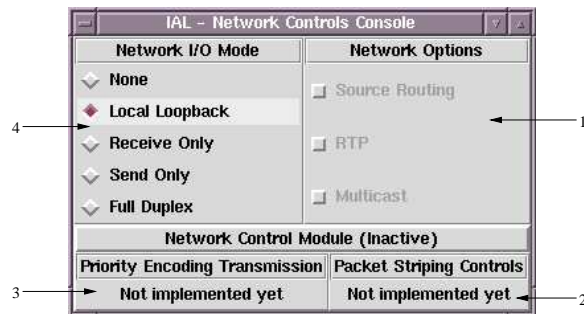 IAL - Network Controls Console
Network I/O Mode
Network Options
None
Local Loopback
Receive Only
Send Only
Full Duplex
Source Routing
RTP
Multicast
Network Control Module (Inactive)
Priority Encoding Transmission
Packet Striping Controls
Not implemented yet
Not implemented yet
4
1
3
2